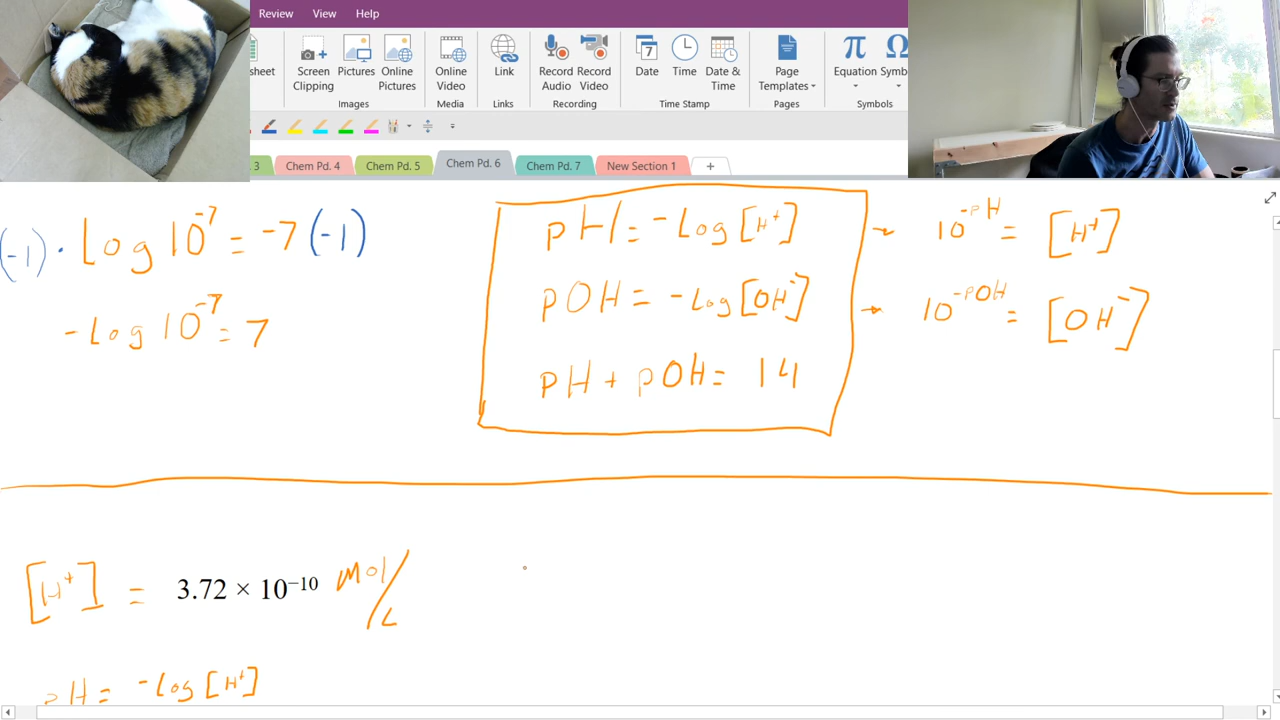 Review View Help
sheet
Screen Clipping
Pictures
Online Pictures
Online Video
Link
Record Audio
Record Video
Date
Time
Date & Time
Page Templates
Equation
Symb
Images
Media
Links
Recording
Time Stamp
Pages
Symbols
3 Chem Pd. 4 Chem Pd. 5 Chem Pd. 6 Chem Pd. 7 New Section 1 +
(-1) · Log 10⁻⁷ = -7 (-1)
-Log 10⁻⁷ = 7
pH = -Log [H⁺] → 10^-pH = [H⁺]
pOH = -Log [OH⁻] → 10^-pOH = [OH⁻]
pH + pOH = 14
[H⁺] = 3.72 × 10⁻¹⁰ mol/L
pH = -Log [H⁺]